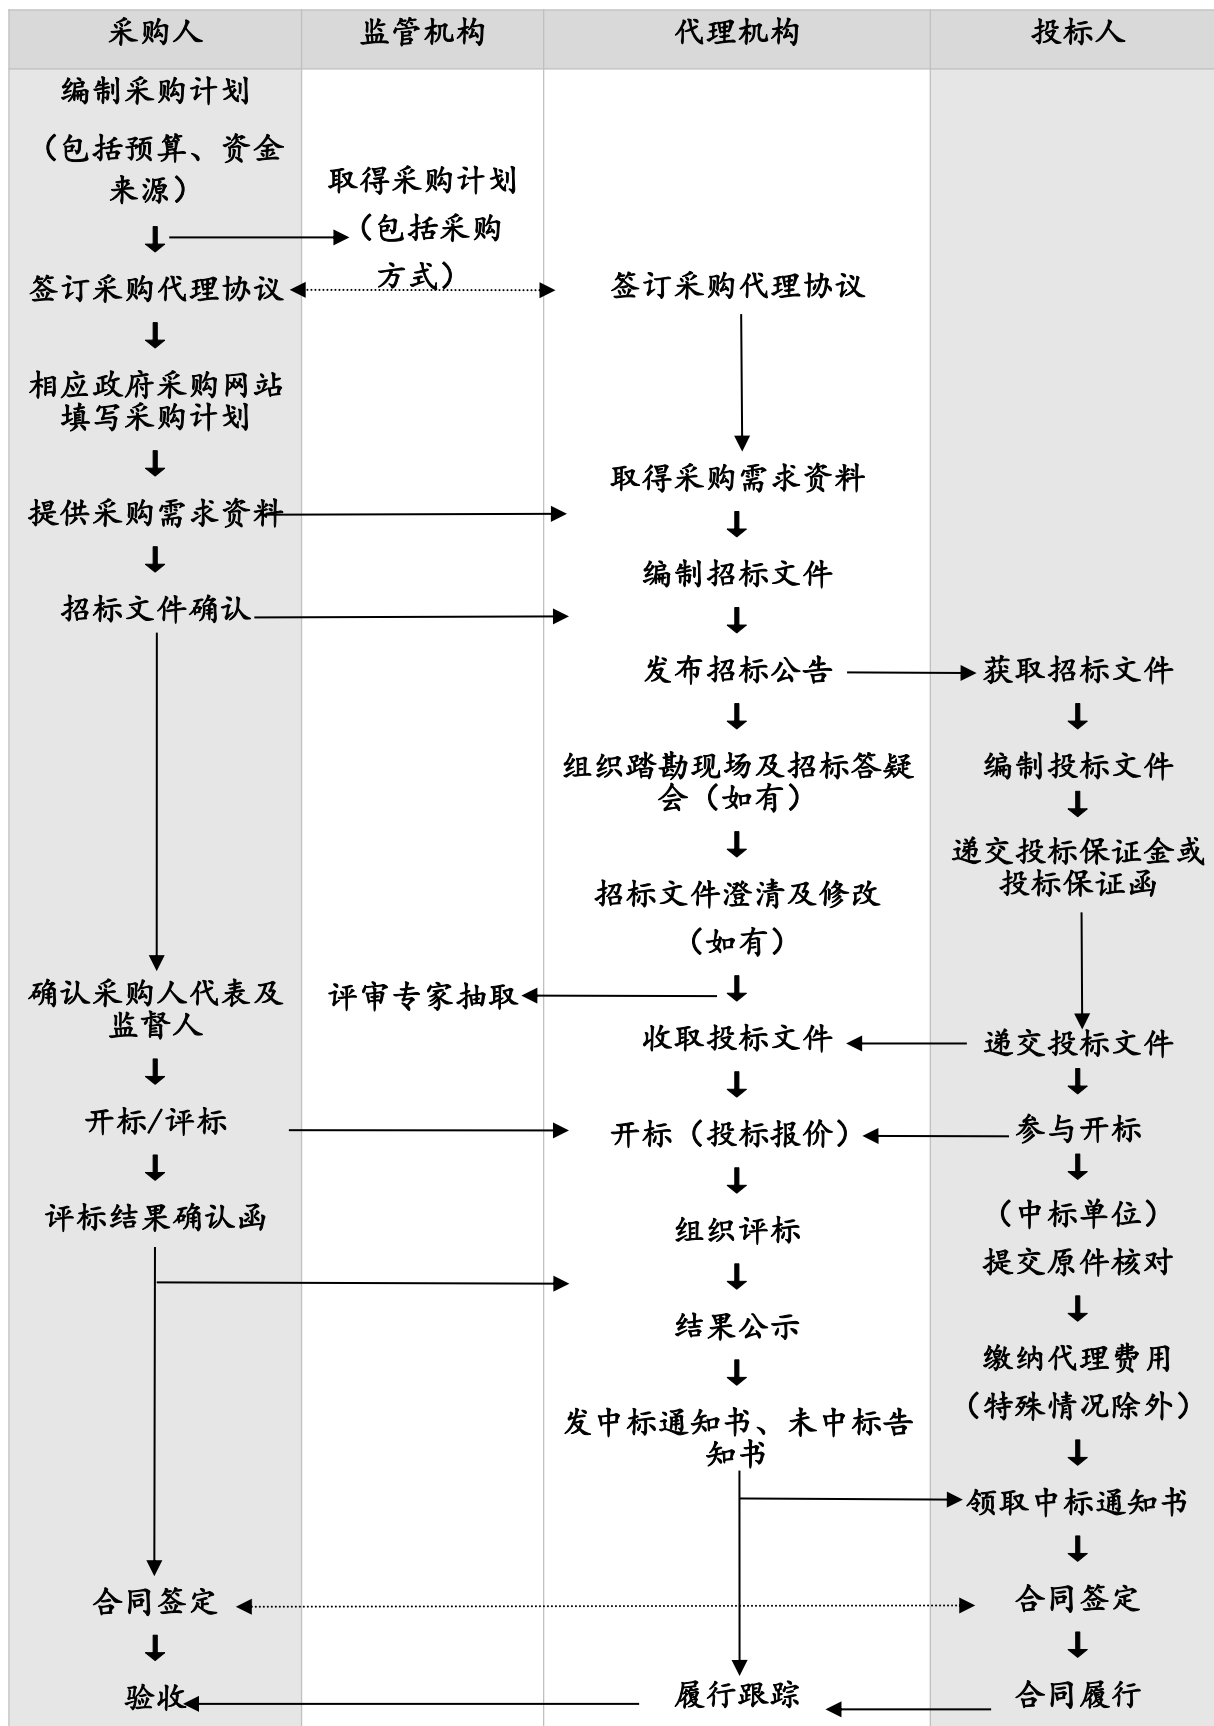 采购人
监管机构
代理机构
投标人
编制采购计划
（包括预算、资金
来源）
签订采购代理协议
相应政府采购网站
填写采购计划
提供采购需求资料
招标文件确认
确认采购人代表及
监督人
开标/评标
评标结果确认函
合同签定
验收
取得采购计划
（包括采购
方式）
评审专家抽取
签订采购代理协议
取得采购需求资料
编制招标文件
发布招标公告
组织踏勘现场及招标答疑
会（如有）
招标文件澄清及修改
（如有）
收取投标文件
开标（投标报价）
组织评标
结果公示
发中标通知书、未中标告
知书
履行跟踪
获取招标文件
编制投标文件
递交投标保证金或
投标保证函
递交投标文件
参与开标
（中标单位）
提交原件核对
缴纳代理费用
（特殊情况除外）
领取中标通知书
合同签定
合同履行